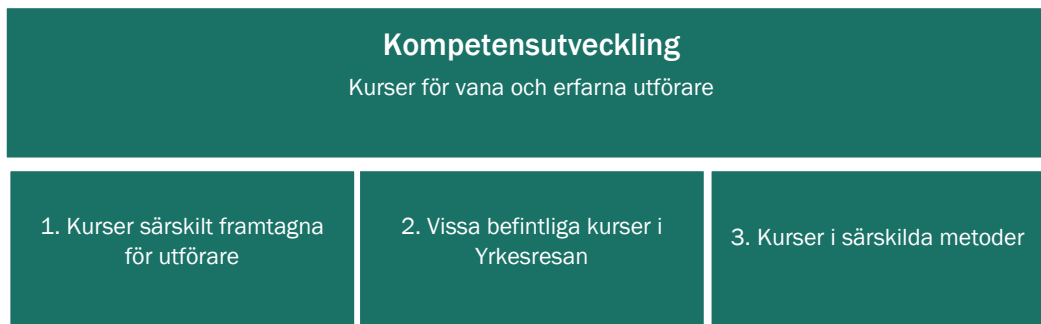 Kompetensutveckling
Kurser för vana och erfarna utförare
1. Kurser särskilt framtagna
för utförare
2. Vissa befintliga kurser i
Yrkesresan
3. Kurser i särskilda metoder